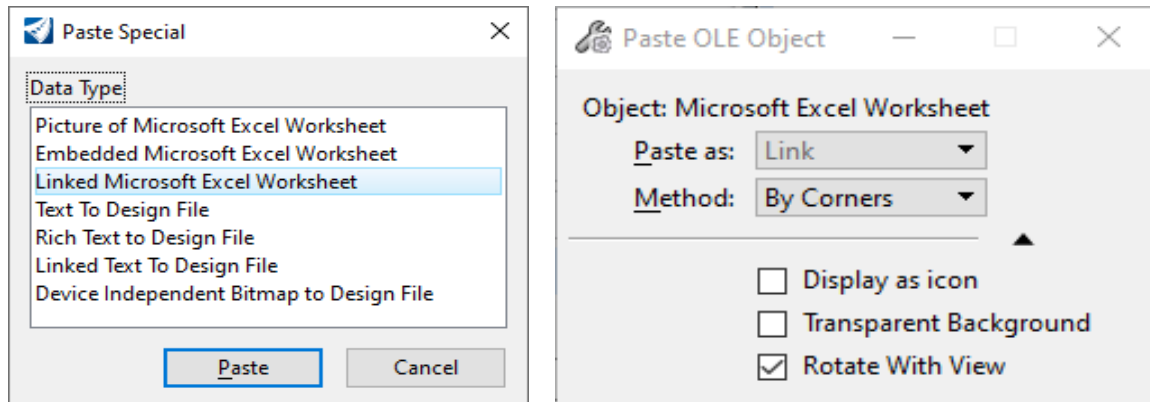 Paste Special
Data Type
Picture of Microsoft Excel Worksheet
Embedded Microsoft Excel Worksheet
Linked Microsoft Excel Worksheet
Text To Design File
Rich Text to Design File
Linked Text To Design File
Device Independent Bitmap to Design File
Paste
Cancel
Paste OLE Object
Object: Microsoft Excel Worksheet
Paste as: Link
Method: By Corners
Display as icon
Transparent Background
Rotate With View